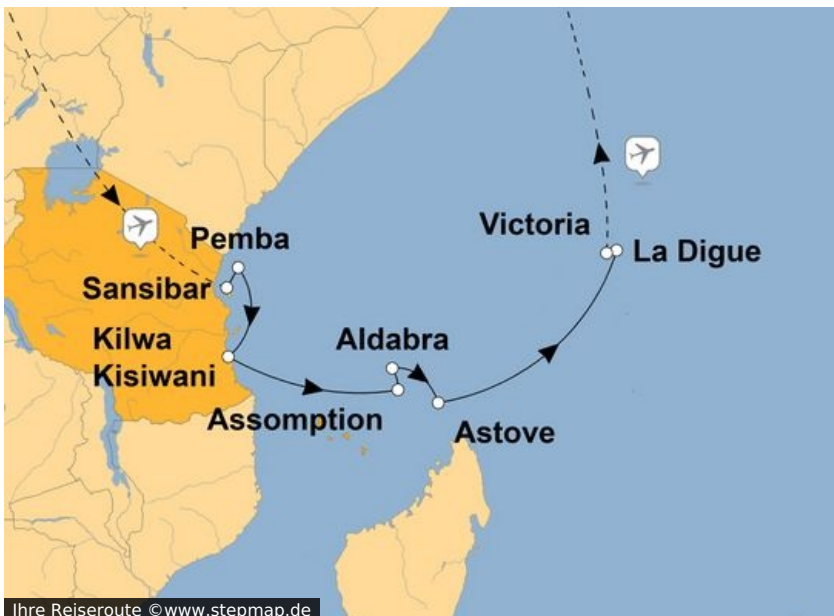 Victoria
La Digue
Pemba
Sansibar
Kilwa
Kisiwani
Aldabra
Assomption
Astove
Ihre Reiseroute ©www.stepmap.de